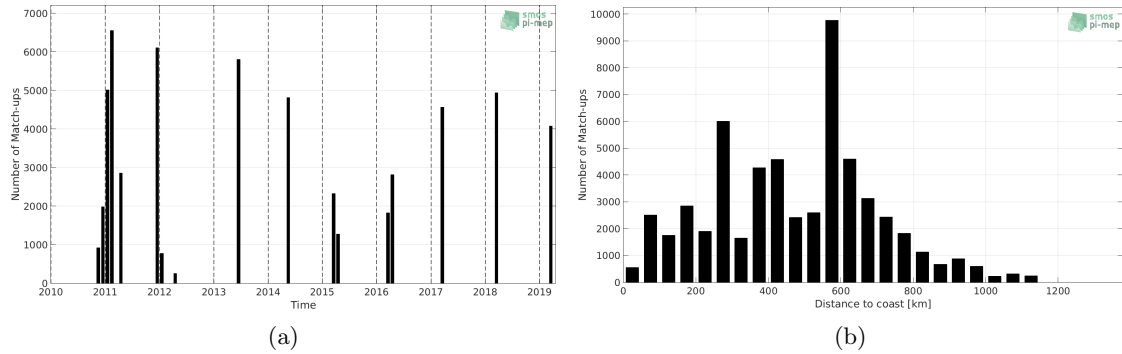 7000
6000
5000
4000
3000
2000
1000
0
Number of Match-ups
2010 2011 2012 2013 2014 2015 2016 2017 2018 2019
Time
smos
pi-mep
(a)
10000
9000
8000
7000
6000
5000
4000
3000
2000
1000
0
Number of Match-ups
0 200 400 600 800 1000 1200
Distance to coast [km]
smos
pi-mep
(b)